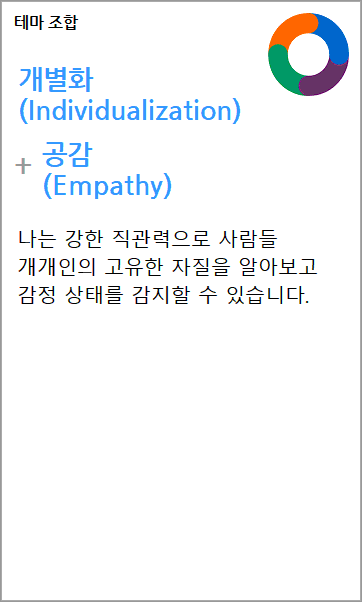 테마 조합
개별화
(Individualization)
+ 공감
(Empathy)
나는 강한 직관력으로 사람들
개개인의 고유한 자질을 알아보고
감정 상태를 감지할 수 있습니다.